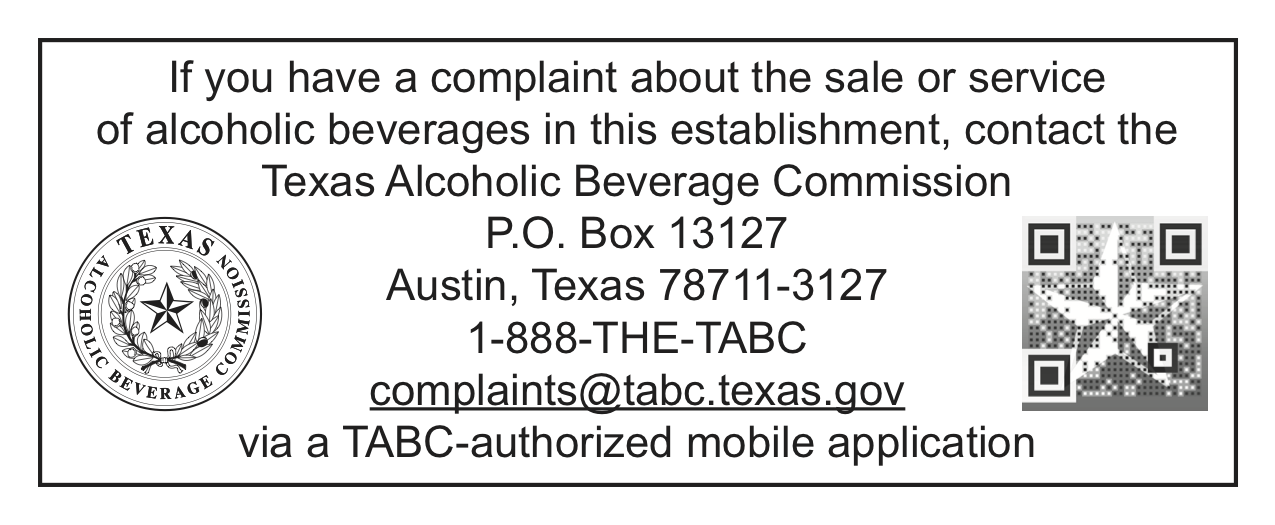 If you have a complaint about the sale or service
of alcoholic beverages in this establishment, contact the
Texas Alcoholic Beverage Commission
P.O. Box 13127
Austin, Texas 78711-3127
1-888-THE-TABC
complaints@tabc.texas.gov
via a TABC-authorized mobile application
TEXAS
ALCOHOLIC BEVERAGE COMMISSION